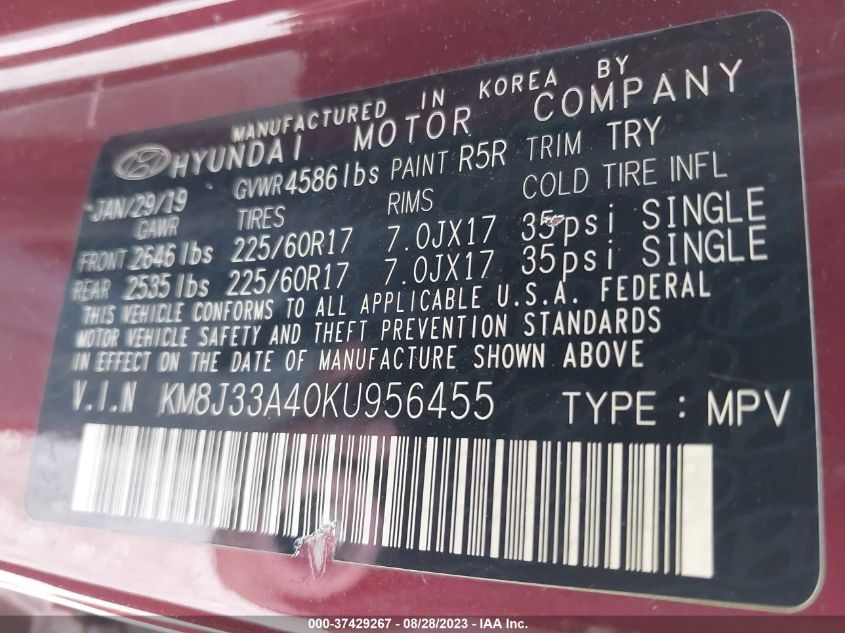 MANUFACTURED IN KOREA BY
HYUNDAI MOTOR COMPANY
JAN/29/19 GVWR 4586 lbs PAINT R5R TRIM TRY
GAWR TIRES RIMS COLD TIRE INFL
FRONT 2646 lbs 225/60R17 7.0JX17 35psi SINGLE
REAR 2535 lbs 225/60R17 7.0JX17 35psi SINGLE
THIS VEHICLE CONFORMS TO ALL APPLICABLE U.S.A. FEDERAL
MOTOR VEHICLE SAFETY AND THEFT PREVENTION STANDARDS
IN EFFECT ON THE DATE OF MANUFACTURE SHOWN ABOVE
V.I.N KM8J33A40KU956455 TYPE : MPV
000-37429267 / 08/28/2023 - IAA Inc.